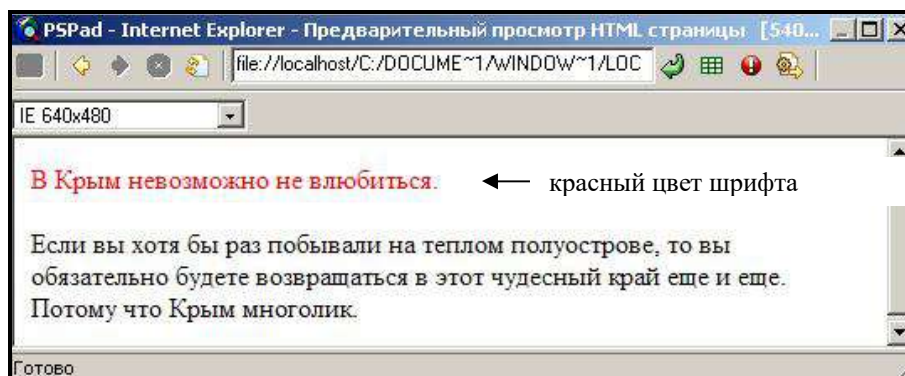 PSPad - Internet Explorer - Предварительный просмотр HTML страницы [540...
file://localhost/C:/DOCUME~1/WINDOW~1/LOC
IE 640x480
В Крым невозможно не влюбиться.
красный цвет шрифта
Если вы хотя бы раз побывали на теплом полуострове, то вы
обязательно будете возвращаться в этот чудесный край еще и еще.
Потому что Крым многолик.
Готово